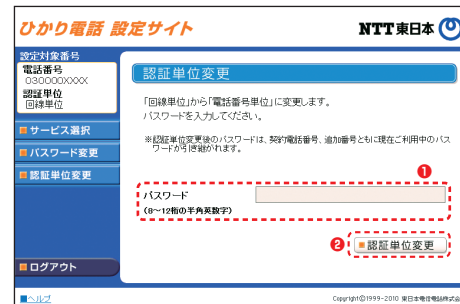 ひかり電話 設定サイト
NTT東日本
設定対象番号
電話番号
030000XXXX
認証単位
回線単位
サービス選択
パスワード変更
認証単位変更
ログアウト
認証単位変更
「回線単位」から「電話番号単位」に変更します。
パスワードを入力してください。
※認証単位変更後のパスワードは、契約電話番号、追加番号ともに現在ご利用中のパス
ワードが引き継がれます。
❶
パスワード
(8～12桁の半角英数字)
❷ 認証単位変更
ヘルプ
Copyright©1999-2010 東日本電信電話株式会